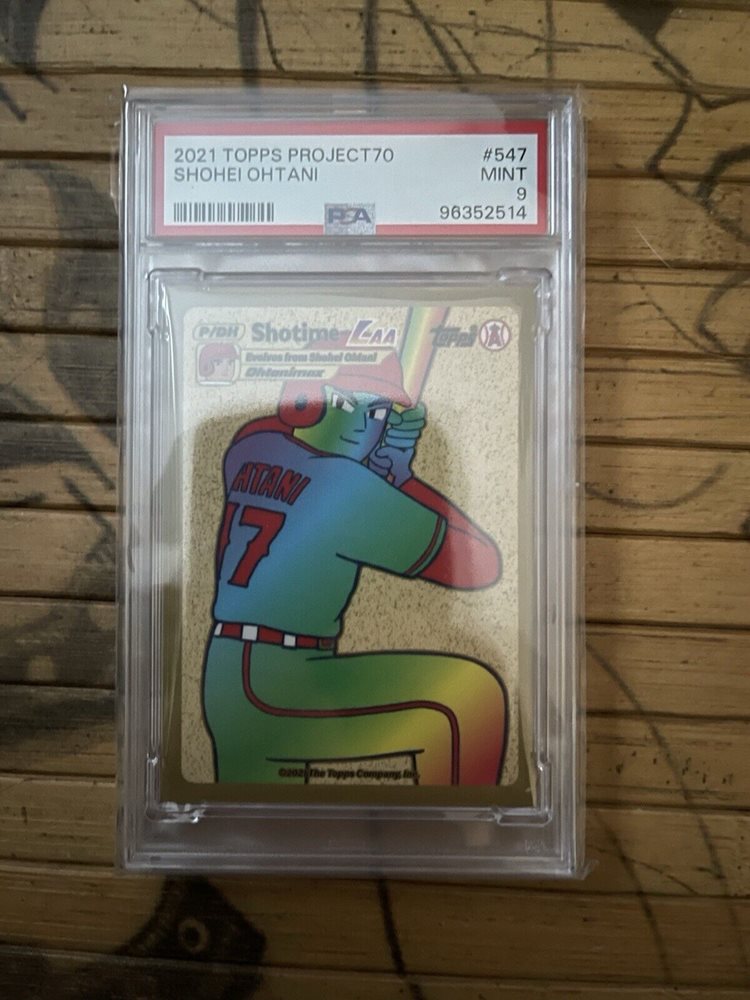 2021 TOPPS PROJECT70 #547
SHOHEI OHTANI MINT
9
PSA 96352514
P/DH Shotime LAA Topps A
Evolves from Shohei Ohtani
Ohtanimax
HTANI
17
©2021 The Topps Company, Inc.